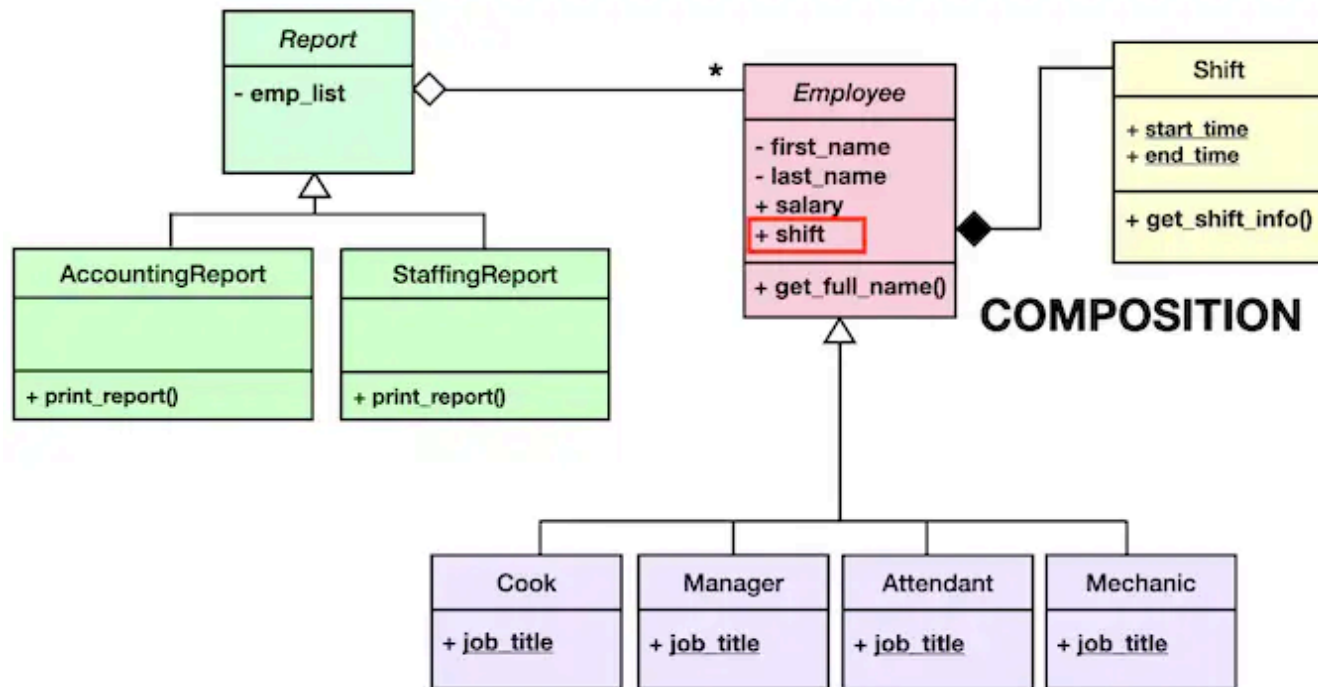 Report
- emp_list
*
Employee
- first_name
- last_name
+ salary
+ shift
+ get_full_name()
Shift
+ start_time
+ end_time
+ get_shift_info()
COMPOSITION
AccountingReport
+ print_report()
StaffingReport
+ print_report()
Cook
+ job_title
Manager
+ job_title
Attendant
+ job_title
Mechanic
+ job_title